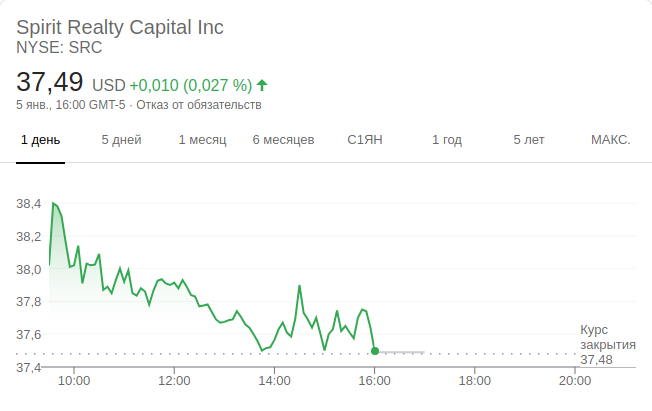 Spirit Realty Capital Inc
NYSE: SRC
37,49 USD +0,010 (0,027 %)
5 янв., 16:00 GMT-5 · Отказ от обязательств
1 день 5 дней 1 месяц 6 месяцев С1ЯН 1 год 5 лет МАКС.
38,4
38,2
38,0
37,8
37,6
Курс
закрытия
37,48
37,4
10:00 12:00 14:00 16:00 18:00 20:00